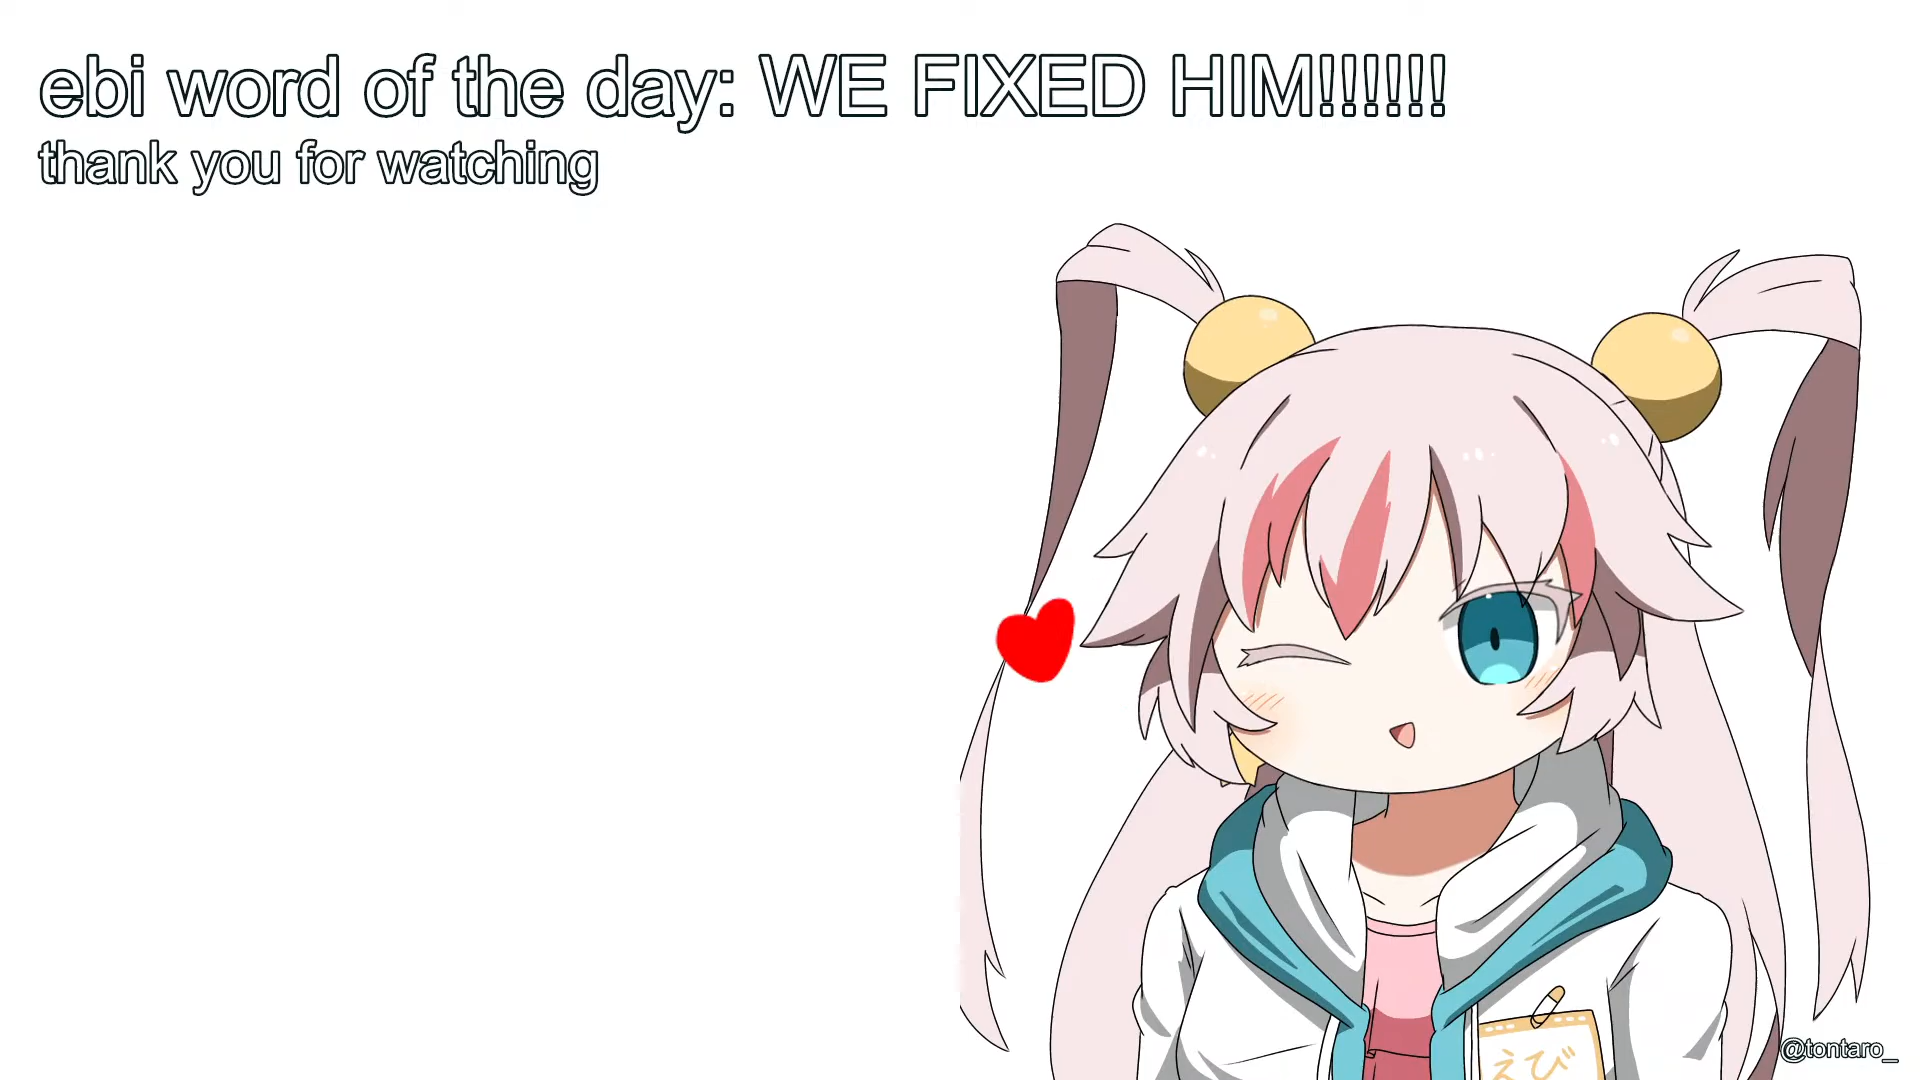 ebi word of the day: WE FIXED HIM!!!!!!
thank you for watching
えび
@tontaro_